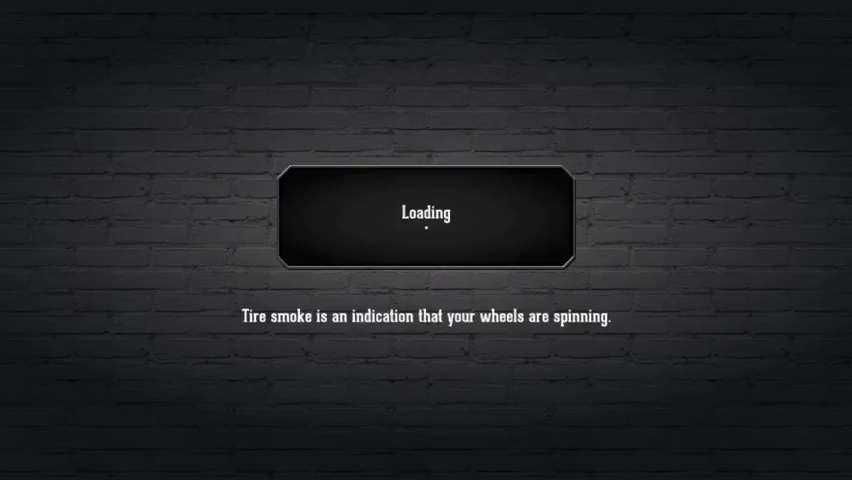 Loading
Tire smoke is an indication that your wheels are spinning.